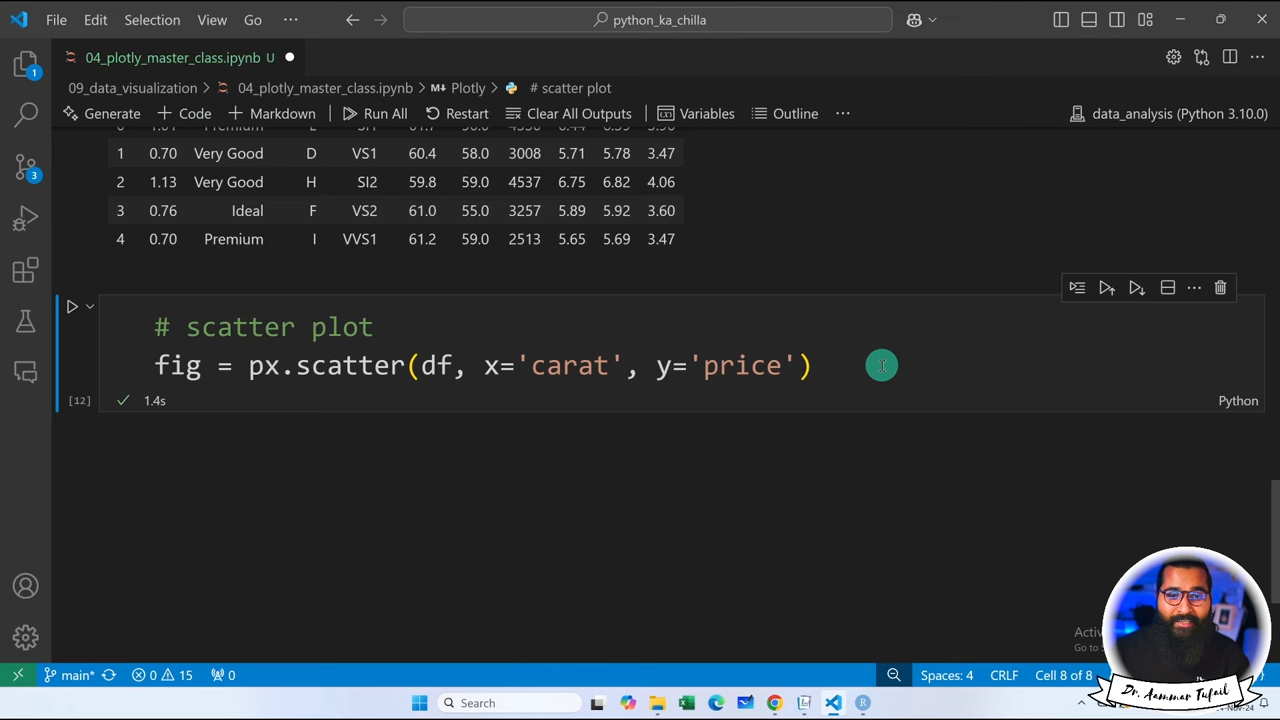 File Edit Selection View Go ··· python_ka_chilla
04_plotly_master_class.ipynb U
09_data_visualization > 04_plotly_master_class.ipynb > M↓ Plotly > # scatter plot
Generate + Code + Markdown Run All Restart Clear All Outputs Variables Outline ··· data_analysis (Python 3.10.0)
1 0.70 Very Good D VS1 60.4 58.0 3008 5.71 5.78 3.47
2 1.13 Very Good H SI2 59.8 59.0 4537 6.75 6.82 4.06
3 0.76 Ideal F VS2 61.0 55.0 3257 5.89 5.92 3.60
4 0.70 Premium I VVS1 61.2 59.0 2513 5.65 5.69 3.47
# scatter plot
fig = px.scatter(df, x='carat', y='price')
[12] 1.4s Python
1
3
Dr. Aammar Tufail
main* 0 15 0 Spaces: 4 CRLF Cell 8 of 8
Search